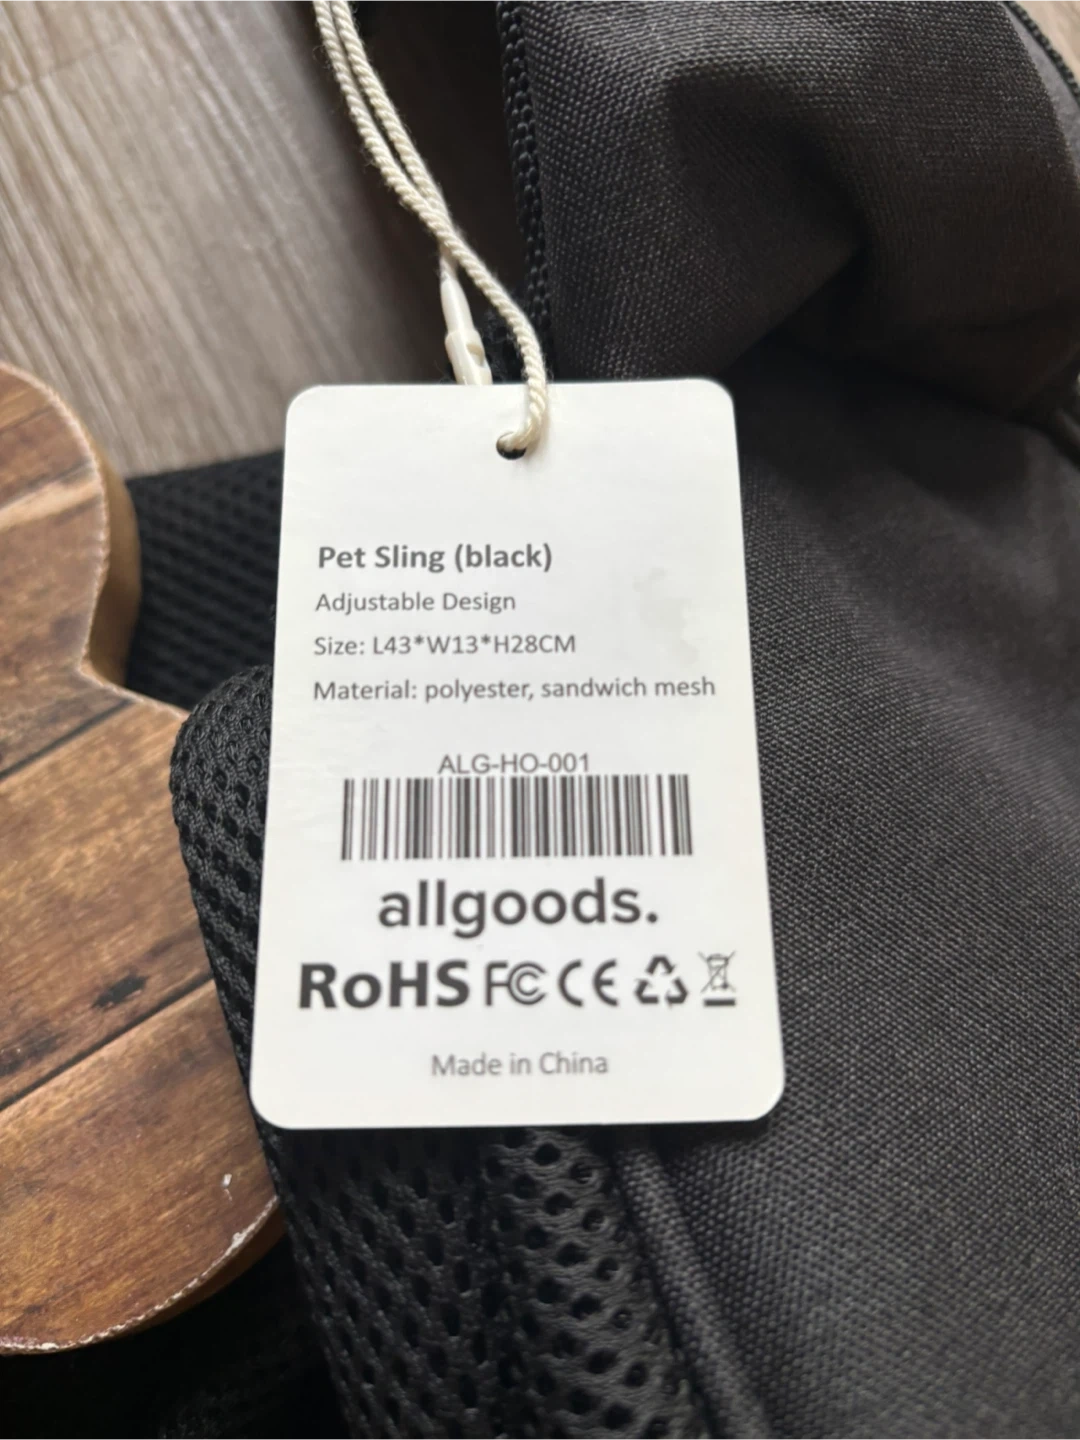 Pet Sling (black)
Adjustable Design
Size: L43*W13*H28CM
Material: polyester, sandwich mesh
ALG-HO-001
allgoods.
RoHS FC CE
Made in China